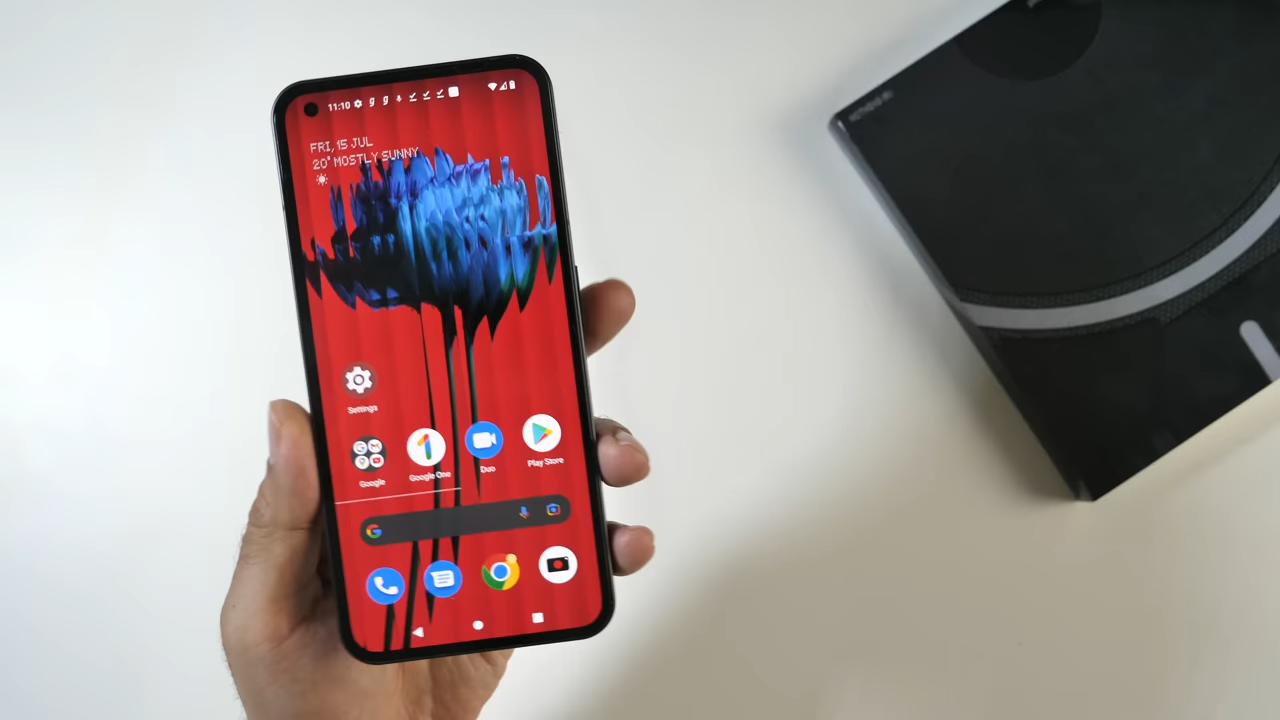 11:10
FRI, 15 JUL
20° MOSTLY SUNNY
Settings
Google
Google One
Duo
Play Store